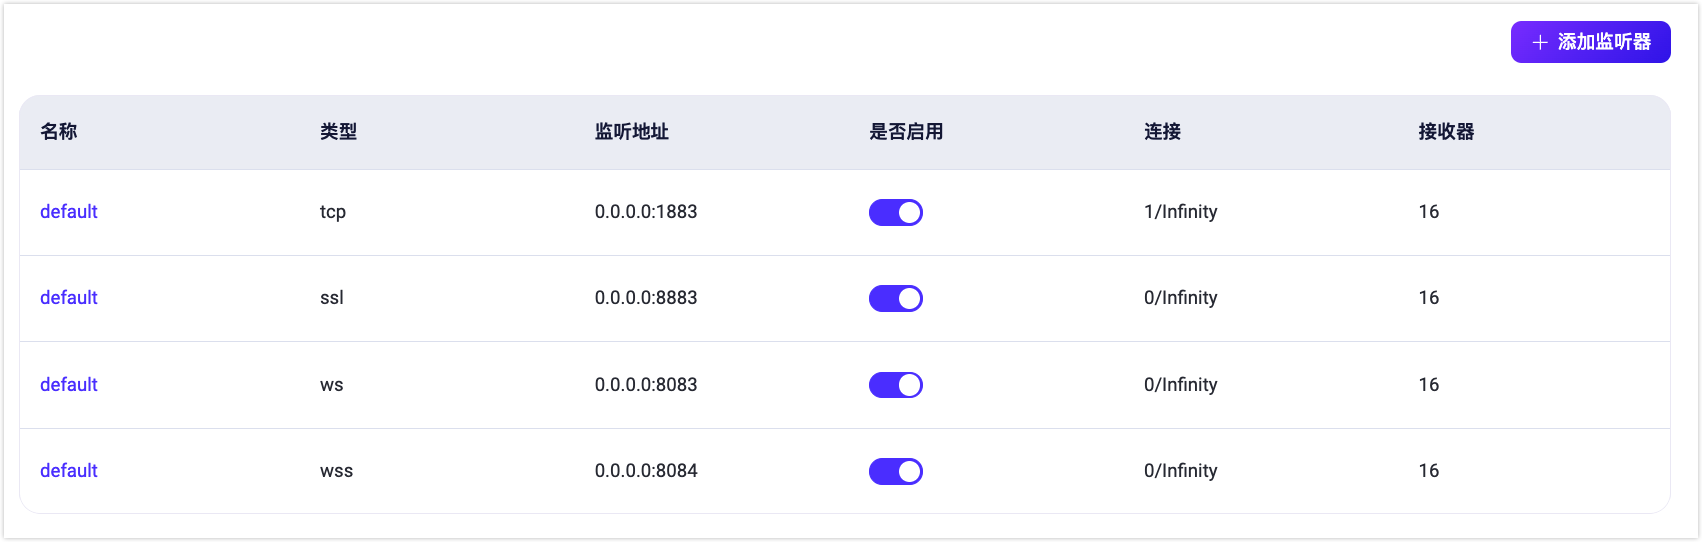 添加监听器
名称 类型 监听地址 是否启用 连接 接收器
default tcp 0.0.0.0:1883 1/Infinity 16
default ssl 0.0.0.0:8883 0/Infinity 16
default ws 0.0.0.0:8083 0/Infinity 16
default wss 0.0.0.0:8084 0/Infinity 16